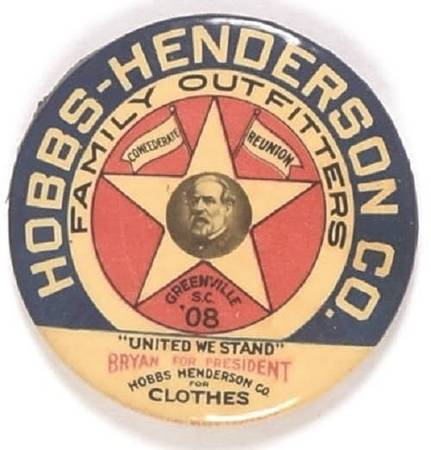 HOBBS-HENDERSON CO.
FAMILY OUTFITTERS
CONFEDERATE
REUNION
GREENVILLE
S.C.
'08
"UNITED WE STAND"
BRYAN FOR PRESIDENT
HOBBS HENDERSON CO.
FOR
CLOTHES